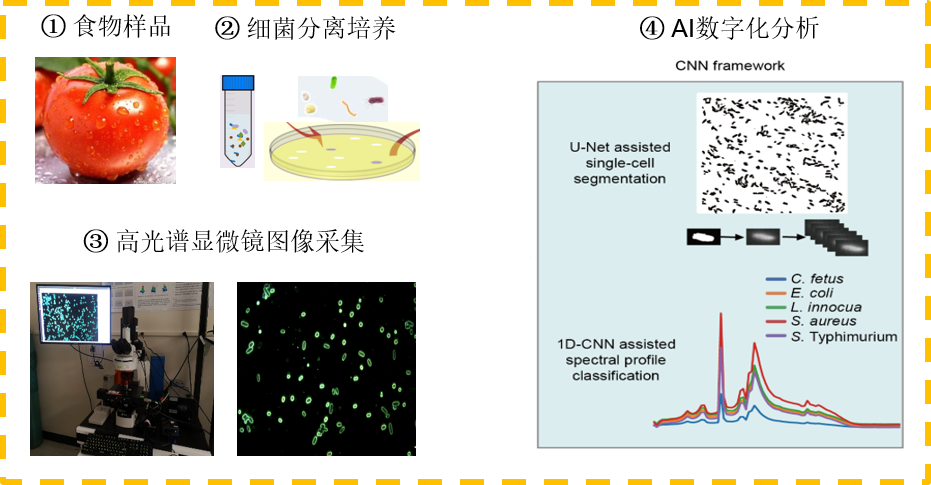 ① 食物样品
② 细菌分离培养
③ 高光谱显微镜图像采集
④ AI数字化分析
CNN framework
U-Net assisted
single-cell
segmentation
C. fetus
E. coli
L. innocua
S. aureus
S. Typhimurium
1D-CNN assisted
spectral profile
classification